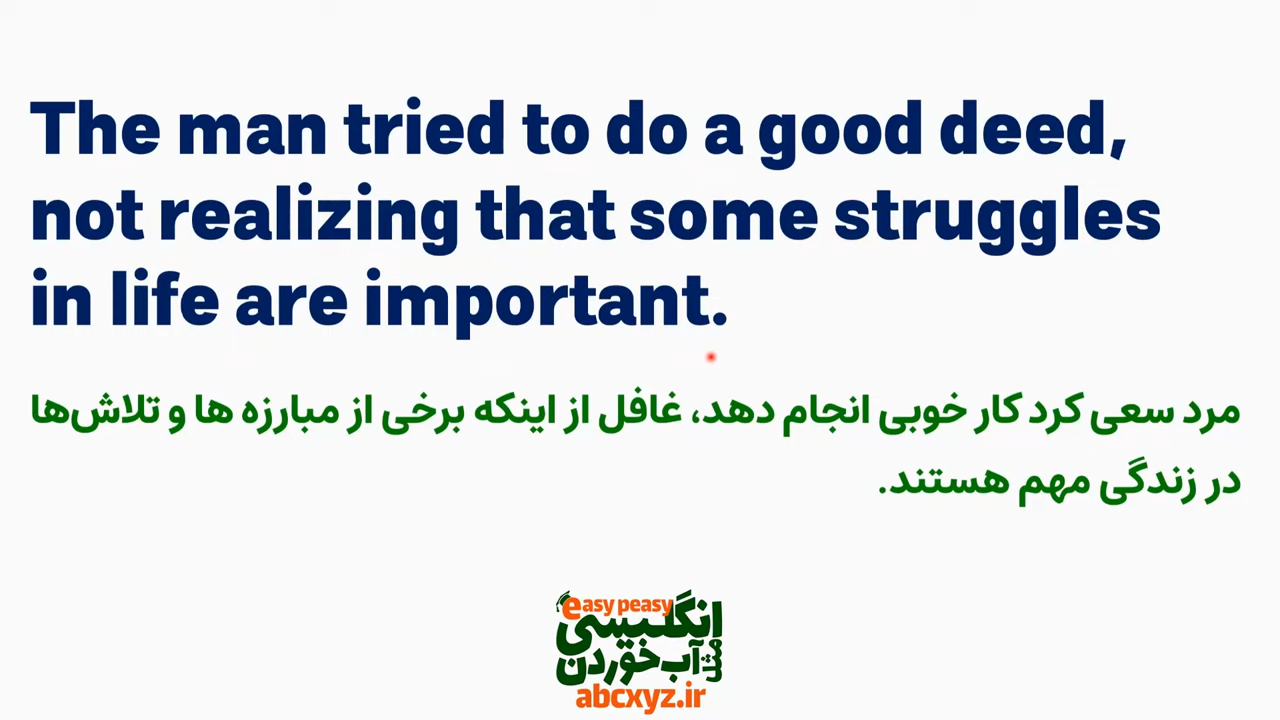 The man tried to do a good deed,
not realizing that some struggles
in life are important.
مرد سعی کرد کار خوبی انجام دهد، غافل از اینکه برخی از مبارزه ها و تلاش‌ها
در زندگی مهم هستند.
easy peasy
انگلیسی
مثل آب خوردن
abcxyz.ir